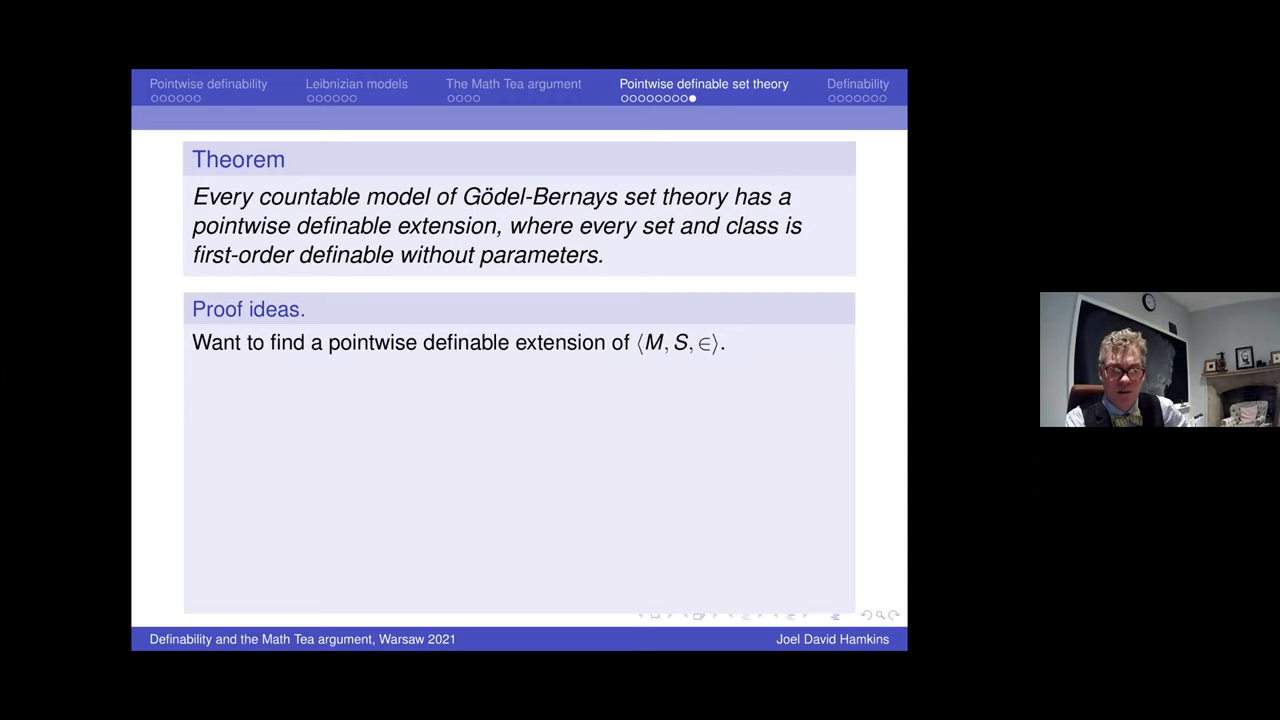 Pointwise definability Leibnizian models The Math Tea argument Pointwise definable set theory Definability
Theorem
Every countable model of Gödel-Bernays set theory has a
pointwise definable extension, where every set and class is
first-order definable without parameters.
Proof ideas.
Want to find a pointwise definable extension of ⟨M, S, ∈⟩.
Definability and the Math Tea argument, Warsaw 2021 Joel David Hamkins